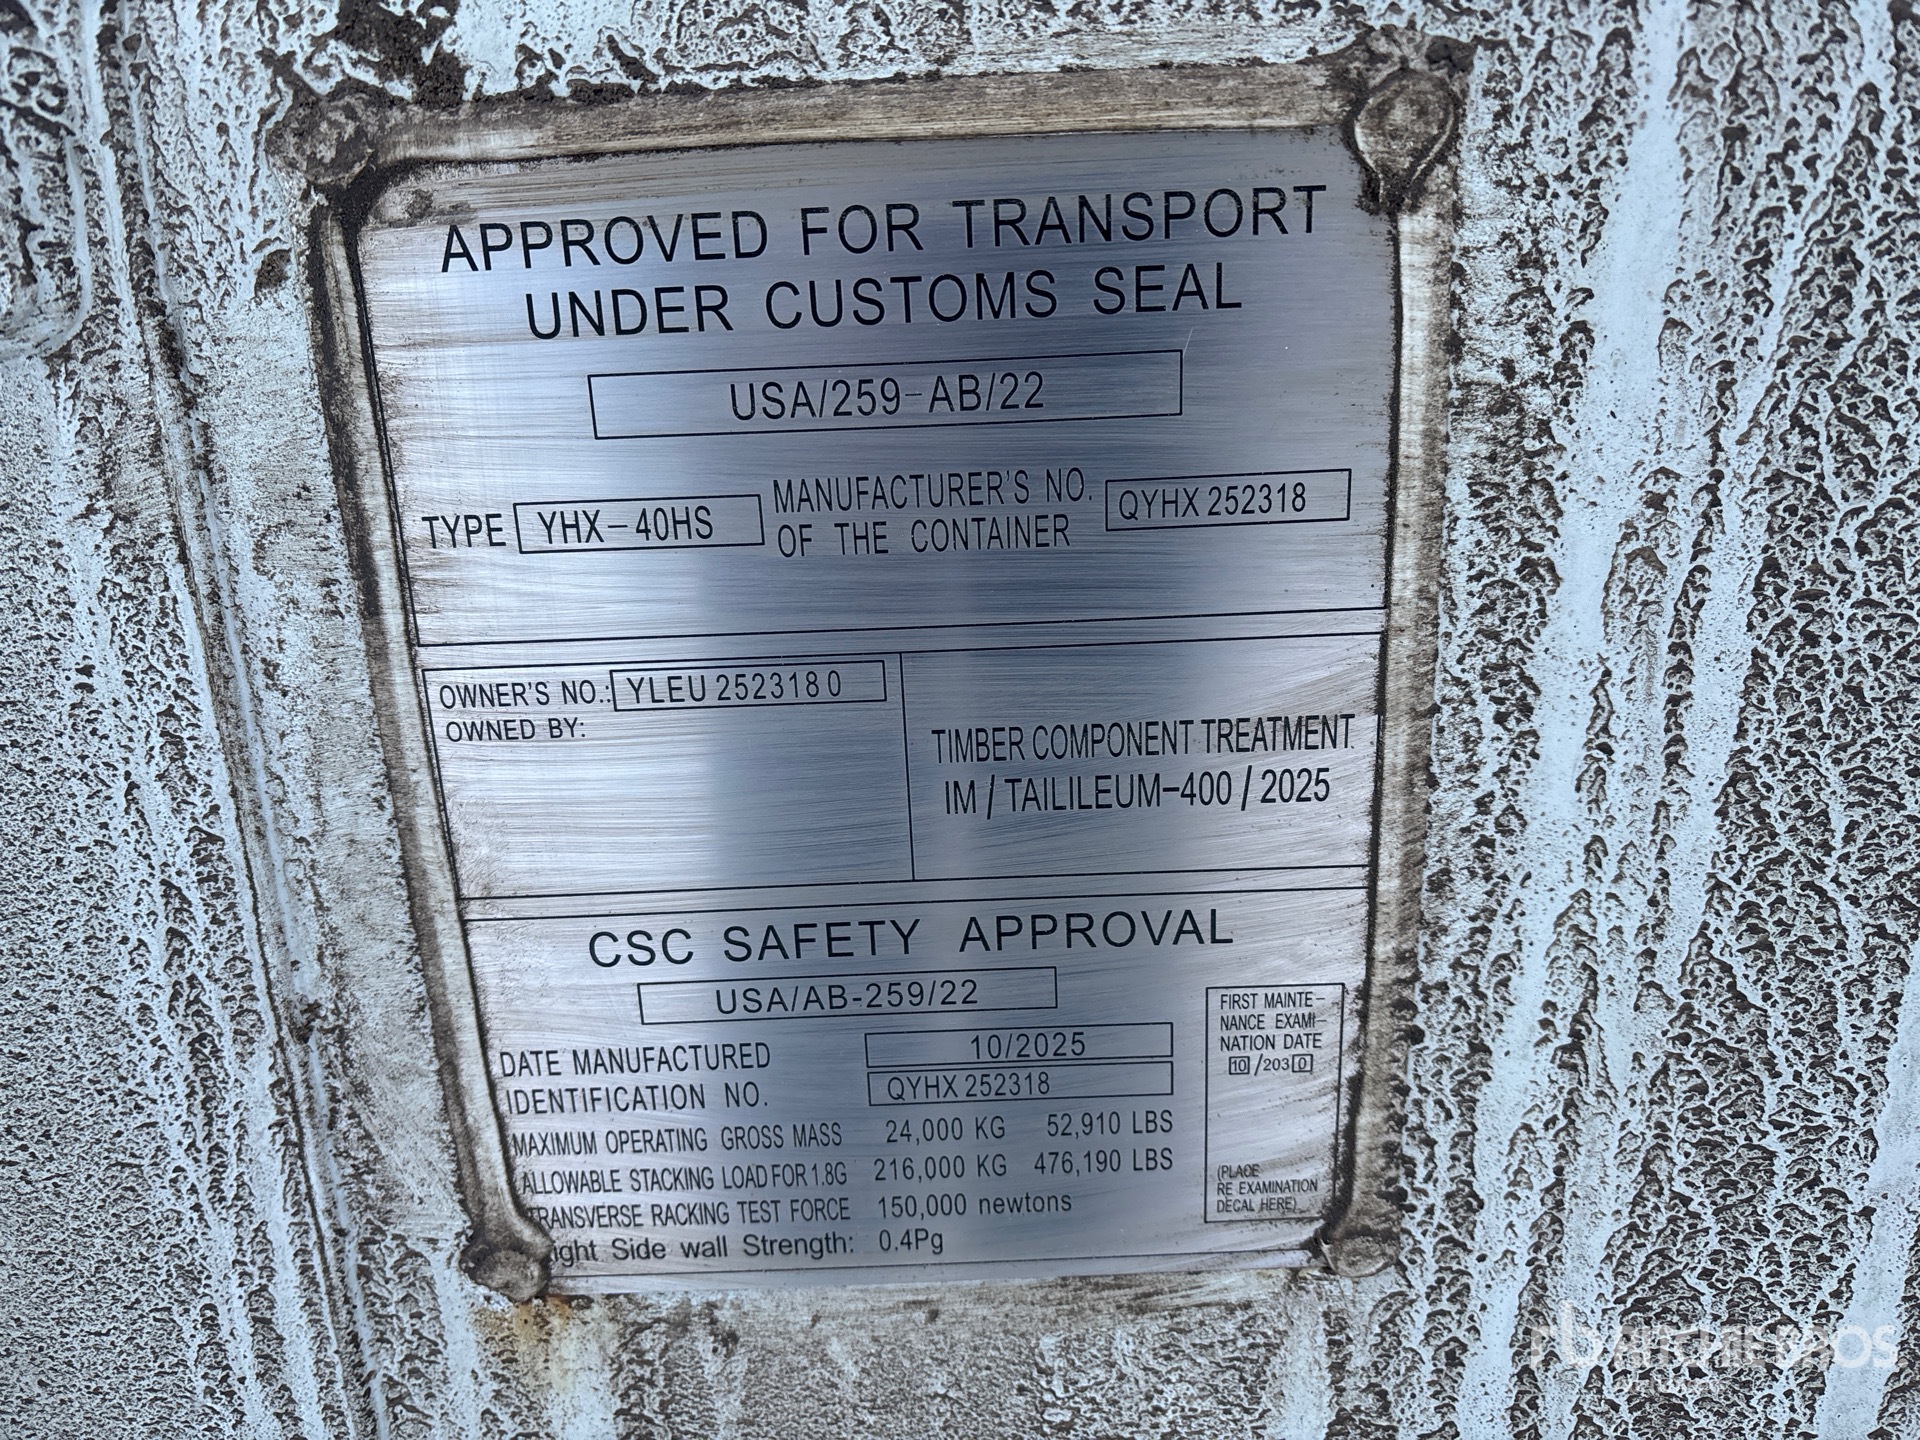 APPROVED FOR TRANSPORT
UNDER CUSTOMS SEAL
USA/259-AB/22
TYPE YHX-40HS
MANUFACTURER'S NO.
OF THE CONTAINER
QYHX 252318
OWNER'S NO.: YLEU 2523180
OWNED BY:
TIMBER COMPONENT TREATMENT
IM / TAILILEUM-400 / 2025
CSC SAFETY APPROVAL
USA/AB-259/22
DATE MANUFACTURED 10/2025
IDENTIFICATION NO. QYHX 252318
MAXIMUM OPERATING GROSS MASS 24,000 KG 52,910 LBS
ALLOWABLE STACKING LOAD FOR 1.8G 216,000 KG 476,190 LBS
TRANSVERSE RACKING TEST FORCE 150,000 newtons
ight Side wall Strength: 0.4Pg
FIRST MAINTE-
NANCE EXAMI-
NATION DATE
10/2030
(PLACE
RE EXAMINATION
DECAL HERE)
rb RITCHIE BROS